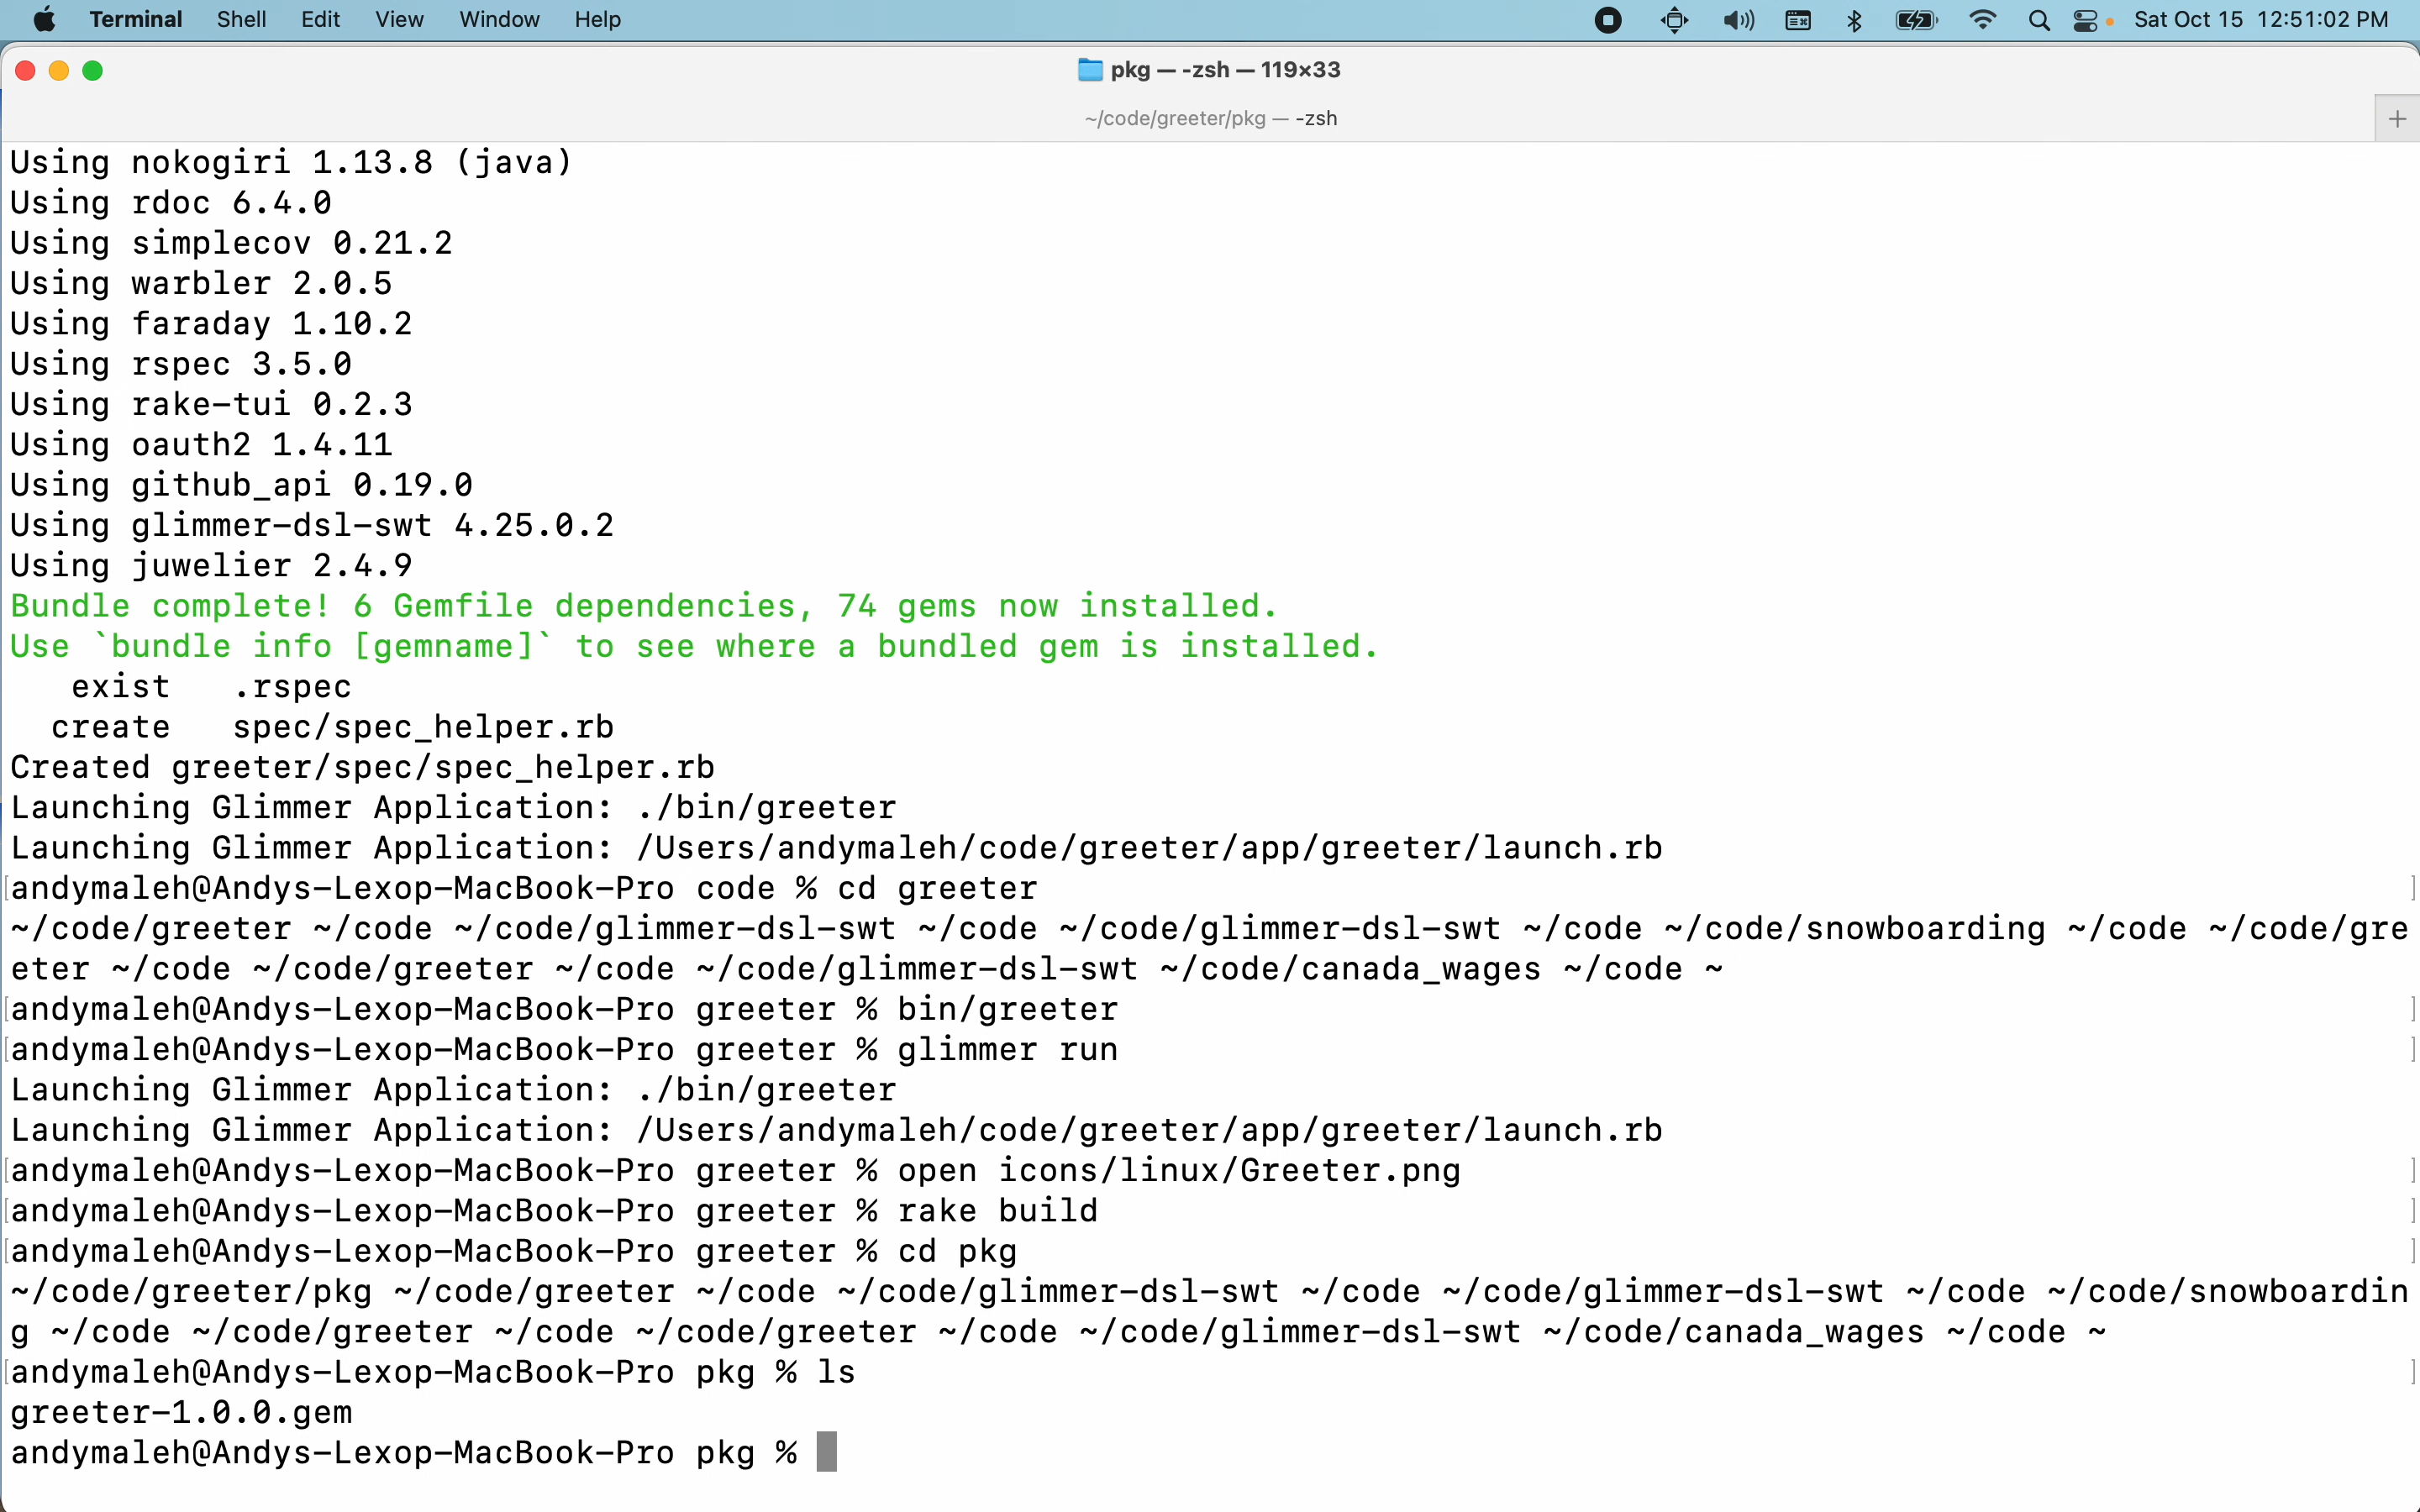 Terminal Shell Edit View Window Help Sat Oct 15 12:51:02 PM
pkg — -zsh — 119×33
~/code/greeter/pkg — -zsh +
Using nokogiri 1.13.8 (java)
Using rdoc 6.4.0
Using simplecov 0.21.2
Using warbler 2.0.5
Using faraday 1.10.2
Using rspec 3.5.0
Using rake-tui 0.2.3
Using oauth2 1.4.11
Using github_api 0.19.0
Using glimmer-dsl-swt 4.25.0.2
Using juwelier 2.4.9
Bundle complete! 6 Gemfile dependencies, 74 gems now installed.
Use `bundle info [gemname]` to see where a bundled gem is installed.
   exist   .rspec
  create   spec/spec_helper.rb
Created greeter/spec/spec_helper.rb
Launching Glimmer Application: ./bin/greeter
Launching Glimmer Application: /Users/andymaleh/code/greeter/app/greeter/launch.rb
[andymaleh@Andys-Lexop-MacBook-Pro code % cd greeter ]
~/code/greeter ~/code ~/code/glimmer-dsl-swt ~/code ~/code/glimmer-dsl-swt ~/code ~/code/snowboarding ~/code ~/code/gre
eter ~/code ~/code/greeter ~/code ~/code/glimmer-dsl-swt ~/code/canada_wages ~/code ~
[andymaleh@Andys-Lexop-MacBook-Pro greeter % bin/greeter ]
[andymaleh@Andys-Lexop-MacBook-Pro greeter % glimmer run ]
Launching Glimmer Application: ./bin/greeter
Launching Glimmer Application: /Users/andymaleh/code/greeter/app/greeter/launch.rb
[andymaleh@Andys-Lexop-MacBook-Pro greeter % open icons/linux/Greeter.png ]
[andymaleh@Andys-Lexop-MacBook-Pro greeter % rake build ]
[andymaleh@Andys-Lexop-MacBook-Pro greeter % cd pkg ]
~/code/greeter/pkg ~/code/greeter ~/code ~/code/glimmer-dsl-swt ~/code ~/code/glimmer-dsl-swt ~/code ~/code/snowboardin
g ~/code ~/code/greeter ~/code ~/code/greeter ~/code ~/code/glimmer-dsl-swt ~/code/canada_wages ~/code ~
[andymaleh@Andys-Lexop-MacBook-Pro pkg % ls ]
greeter-1.0.0.gem
andymaleh@Andys-Lexop-MacBook-Pro pkg %